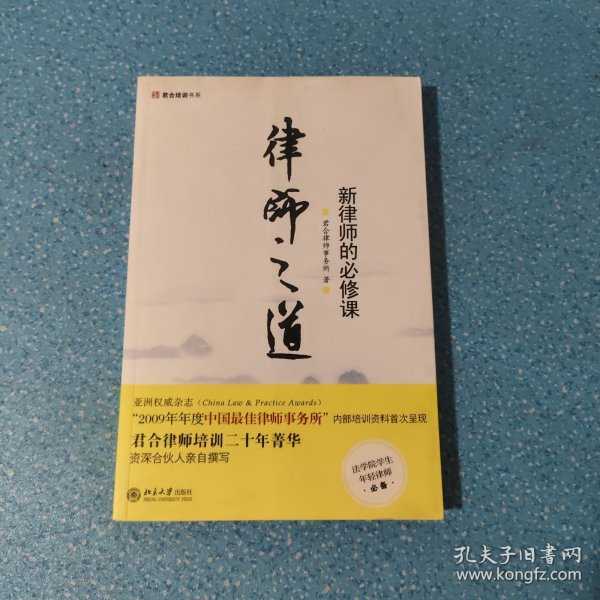 君合培训书系
律师之道
新律师的必修课
君合律师事务所 著
亚洲权威杂志（China Law & Practice Awards）
“2009年年度中国最佳律师事务所”内部培训资料首次呈现
君合律师培训二十年菁华
资深合伙人亲自撰写
法学院学生
年轻律师
·必备·
北京大学出版社
孔夫子旧书网
www.kongfz.com